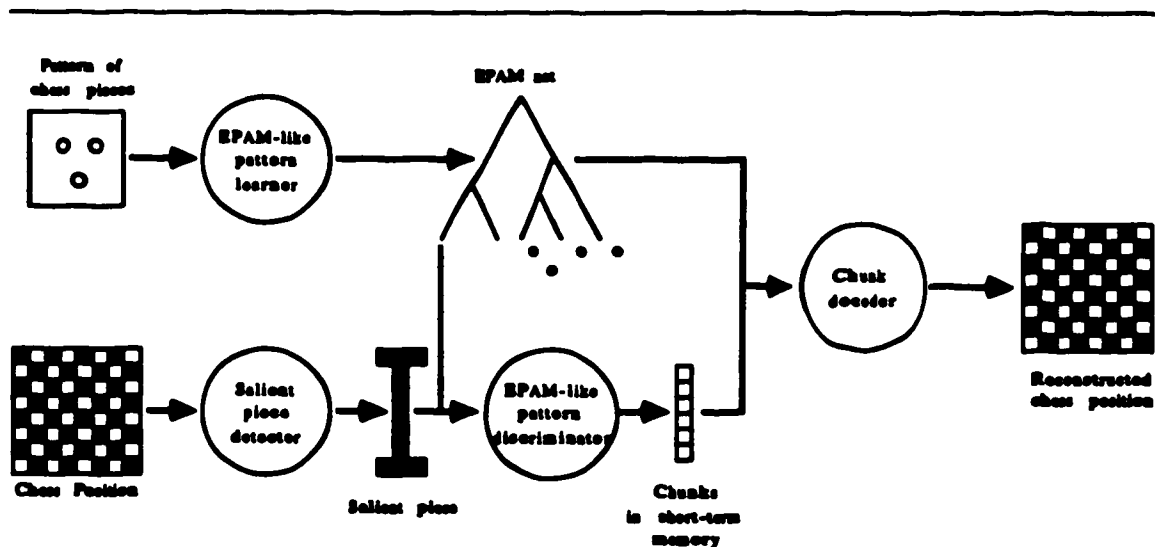 Pattern of
chess pieces
EPAM net
EPAM-like
pattern
learner
Chunk
decoder
Salient
piece
detector
EPAM-like
pattern
discriminator
Reconstructed
chess position
Chess Position
Salient piece
Chunks
in short-term
memory